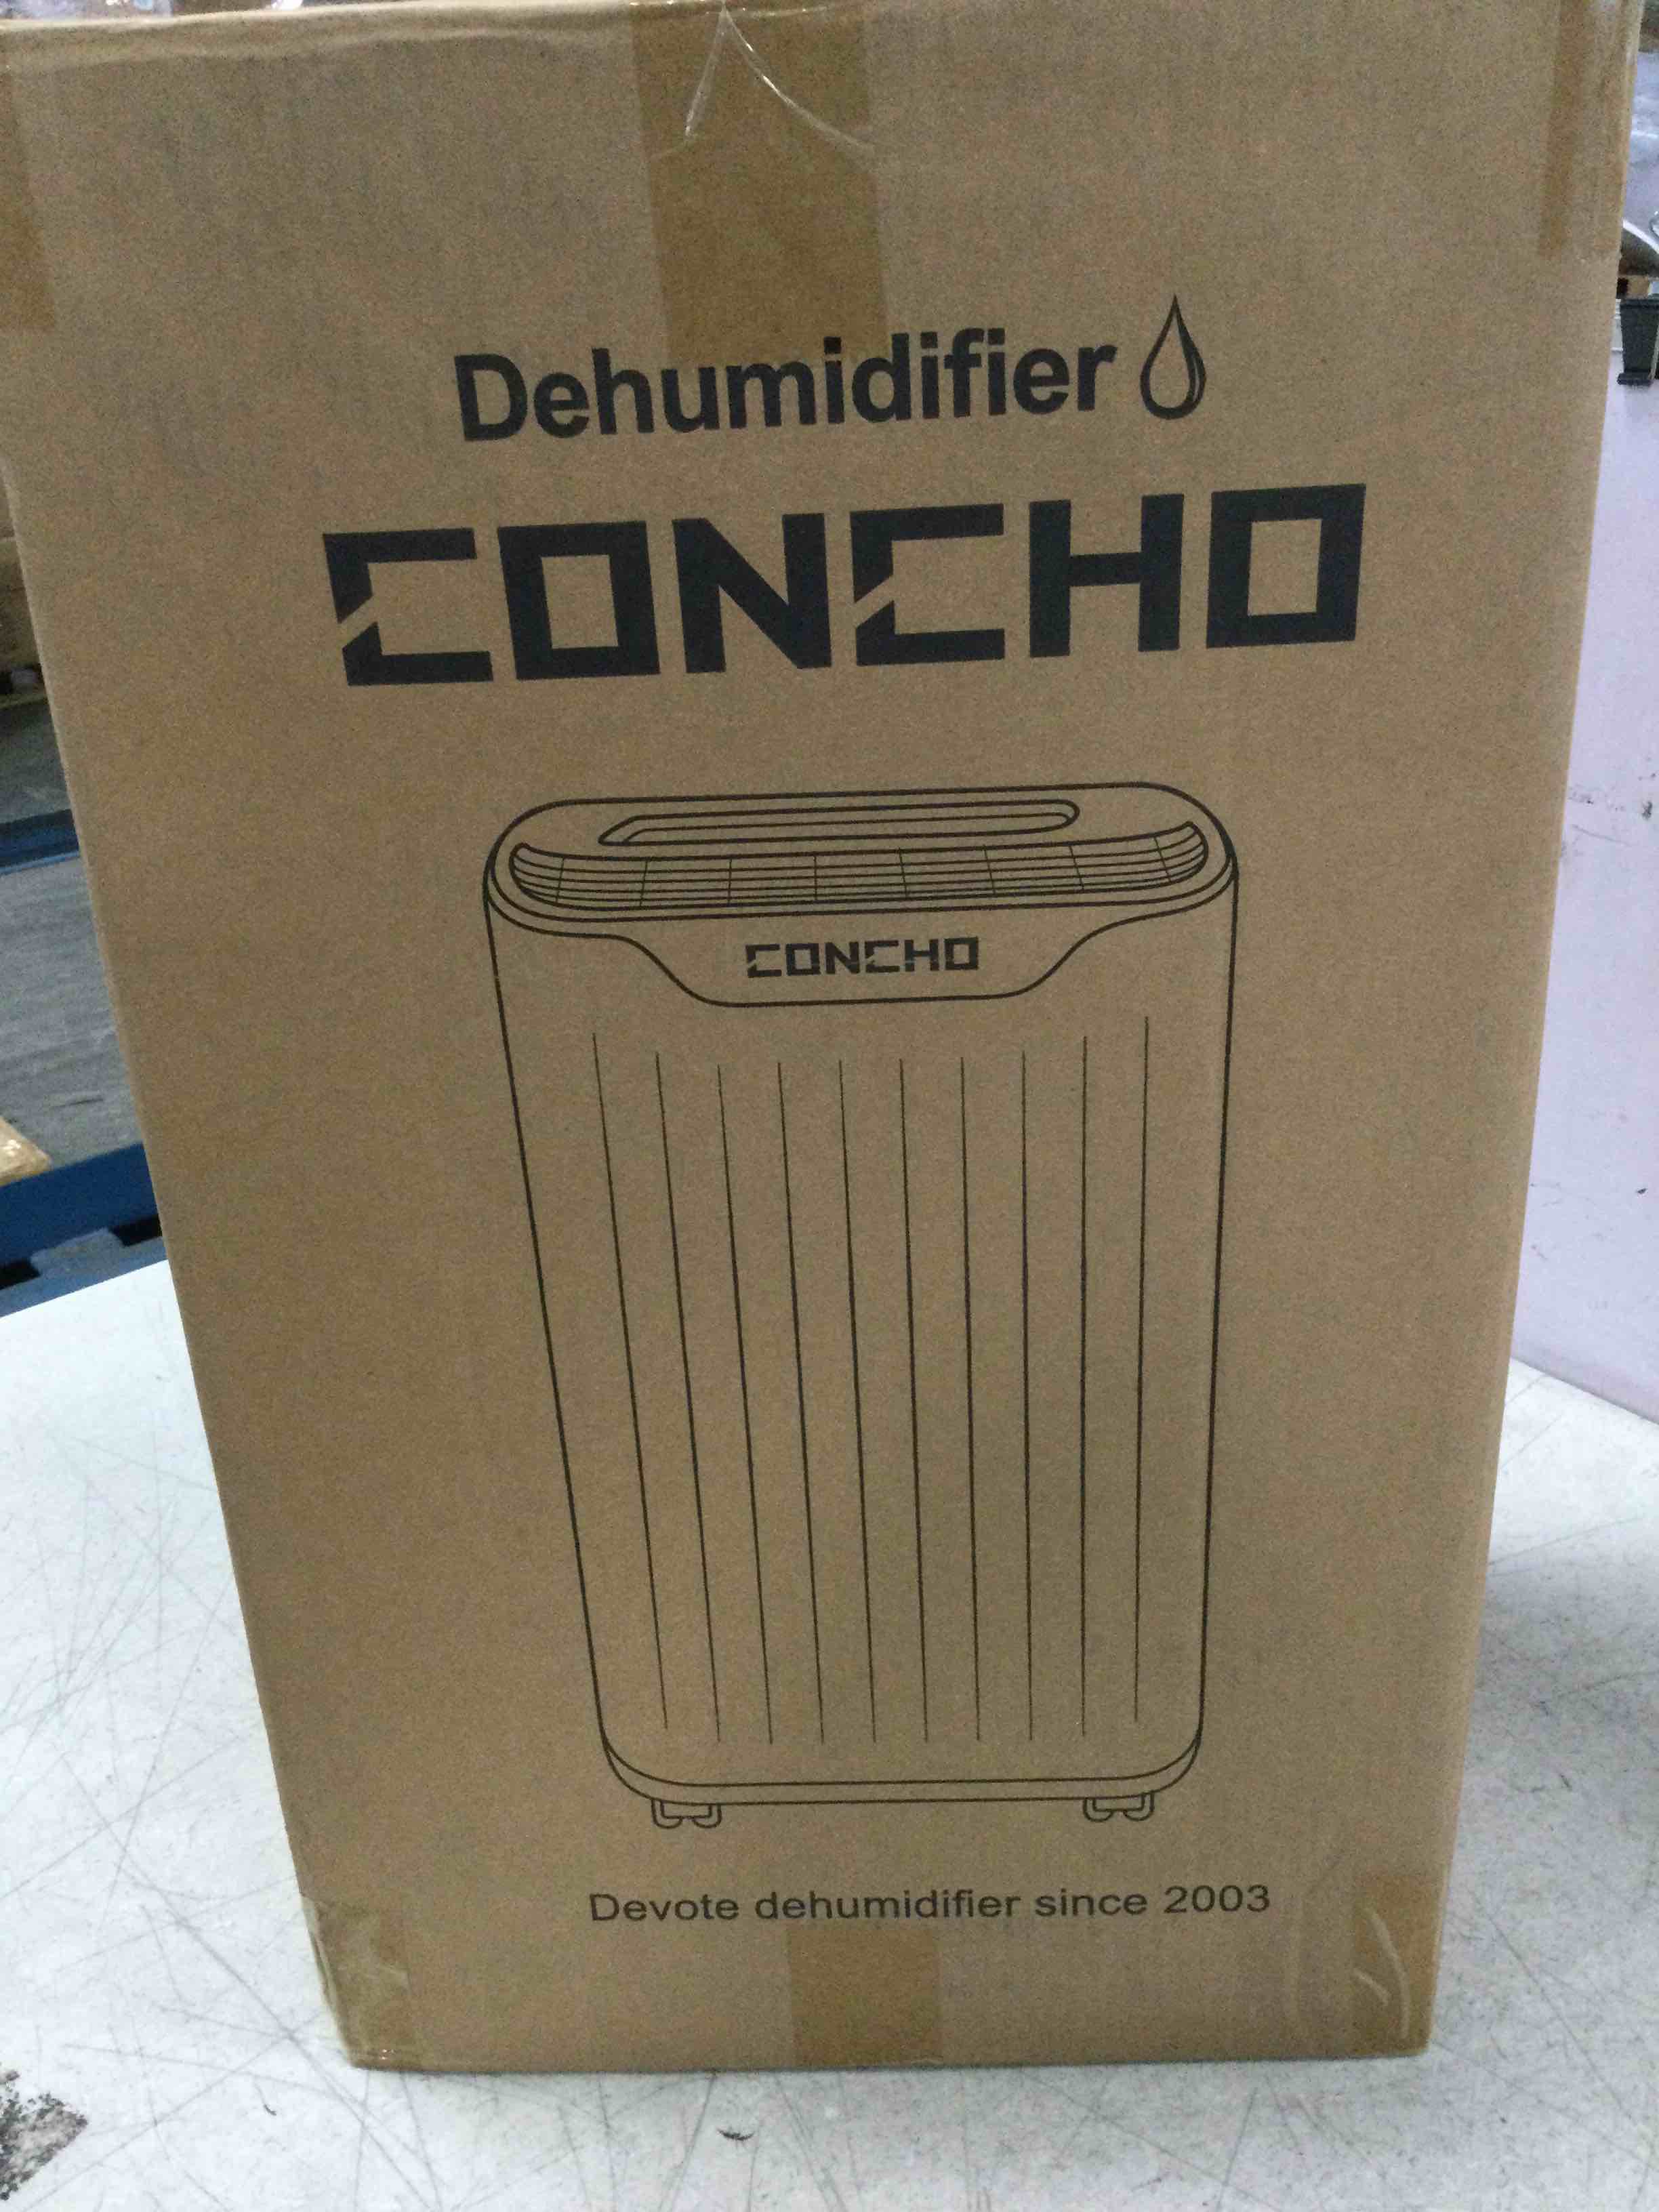 Dehumidifier
CONCHO
CONCHO
Devote dehumidifier since 2003